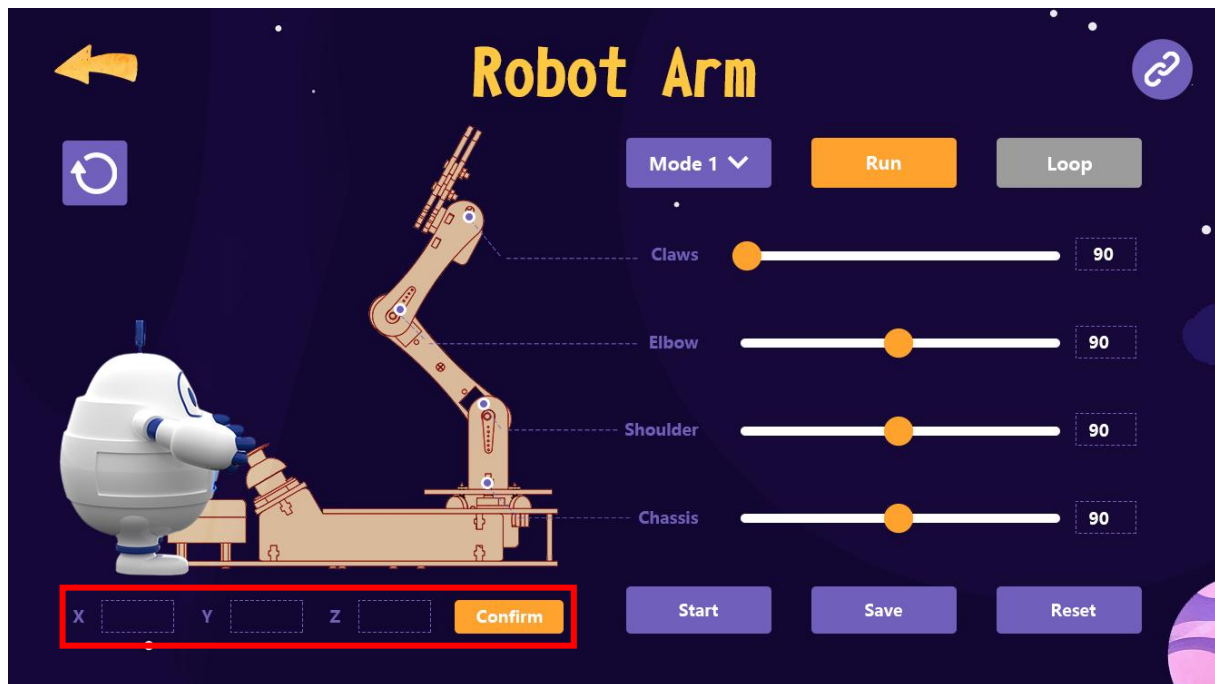 Robot Arm
Mode 1
Run
Loop
Claws
90
Elbow
90
Shoulder
90
Chassis
90
X
Y
Z
Confirm
Start
Save
Reset